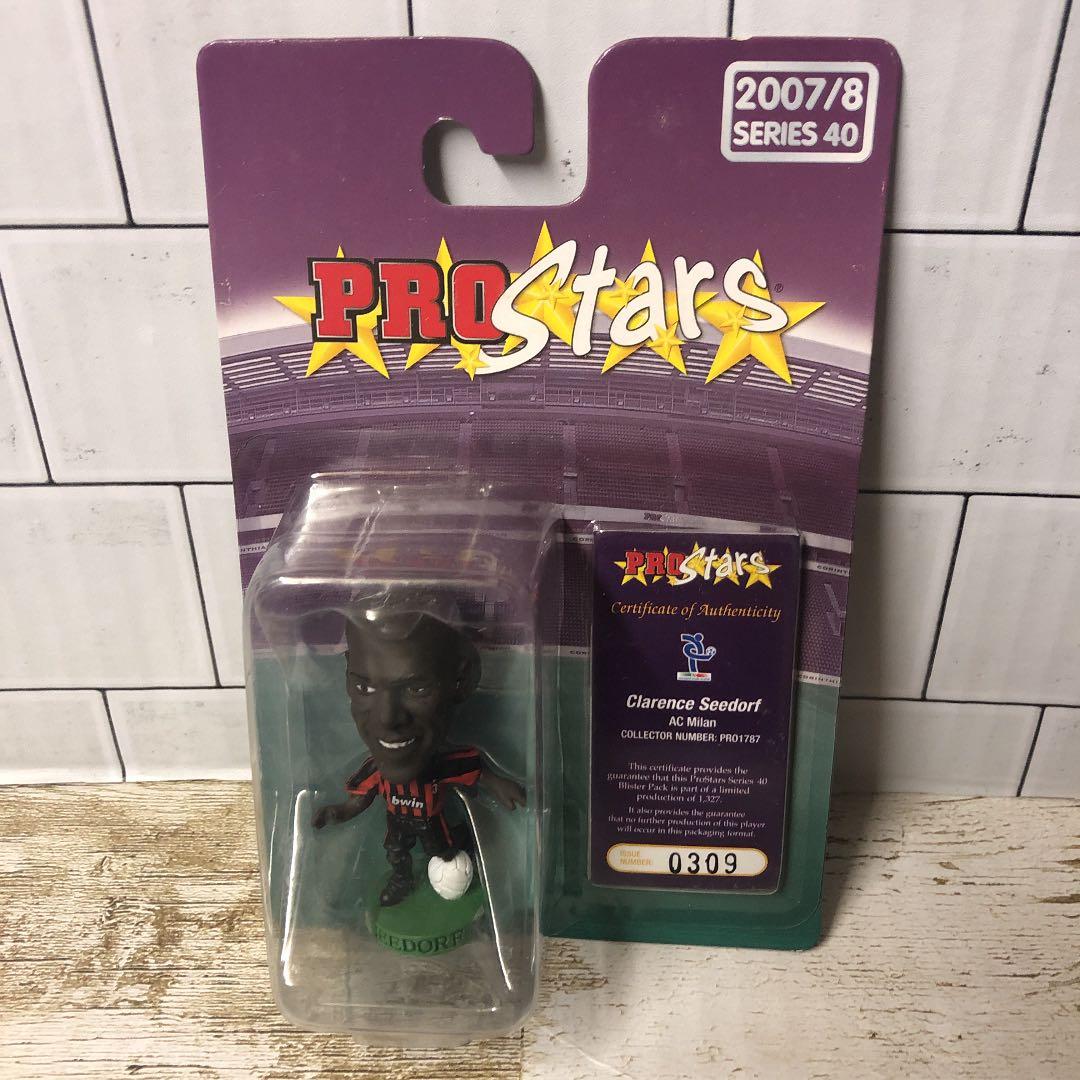 2007/8
SERIES 40
PROStars®
PROStars
Certificate of Authenticity
Clarence Seedorf
AC Milan
COLLECTOR NUMBER: PRO1787
This certificate provides the
guarantee that this ProStars Series 40
Blister Pack is part of a limited
production of 1,327.
It also provides the guarantee
that no further production of this player
will occur in this packaging format.
ISSUE
NUMBER: 0309
bwin
SEEDORF